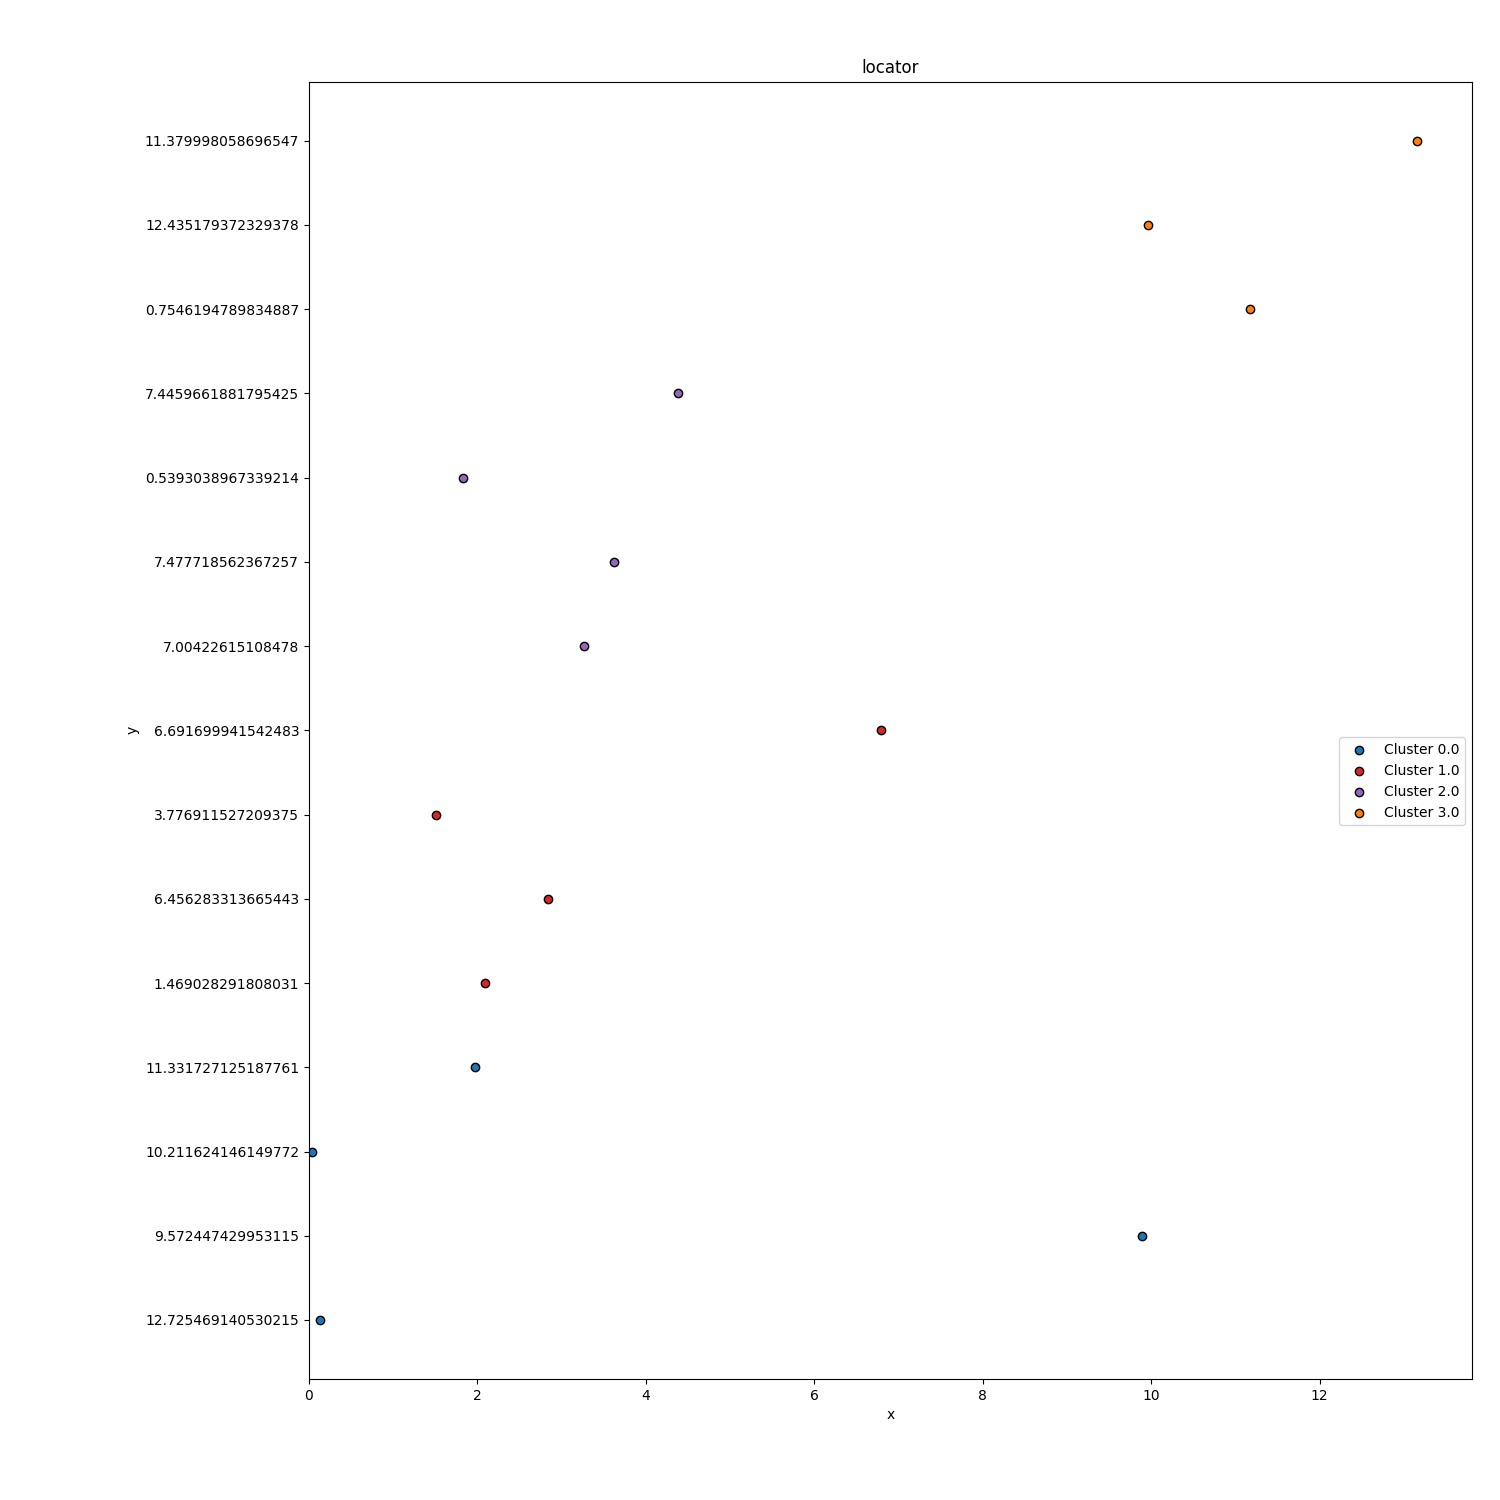 locator
11.379998058696547
12.435179372329378
0.7546194789834887
7.4459661881795425
0.5393038967339214
7.477718562367257
7.00422615108478
y
6.691699941542483
Cluster 0.0
Cluster 1.0
Cluster 2.0
Cluster 3.0
3.776911527209375
6.456283313665443
1.469028291808031
11.331727125187761
10.211624146149772
9.572447429953115
12.725469140530215
0 2 4 6 8 10 12
x